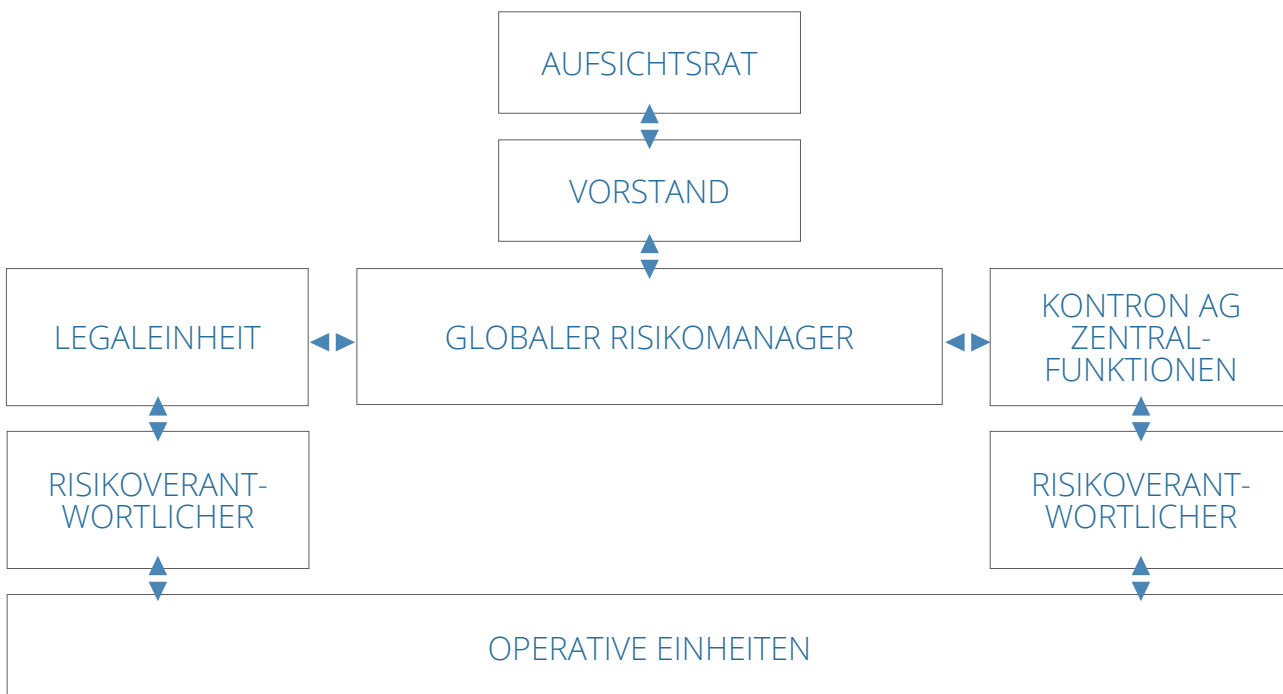 AUFSICHTSRAT
VORSTAND
LEGALEINHEIT
GLOBALER RISIKOMANAGER
KONTRON AG
ZENTRAL-
FUNKTIONEN
RISIKOVERANT-
WORTLICHER
RISIKOVERANT-
WORTLICHER
OPERATIVE EINHEITEN